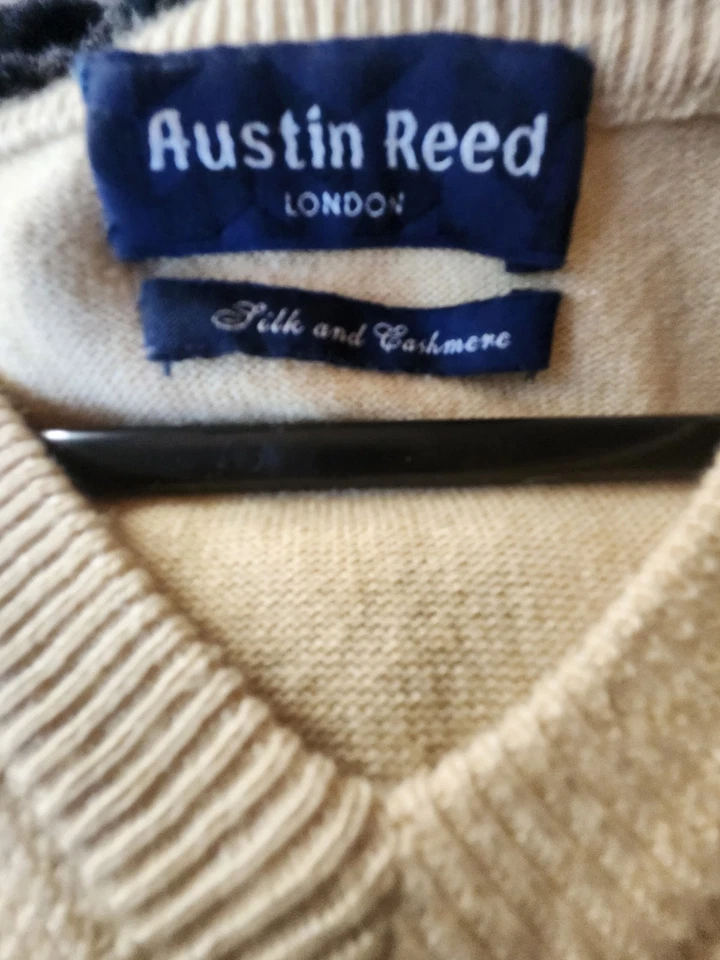 Austin Reed
LONDON
Silk and Cashmere